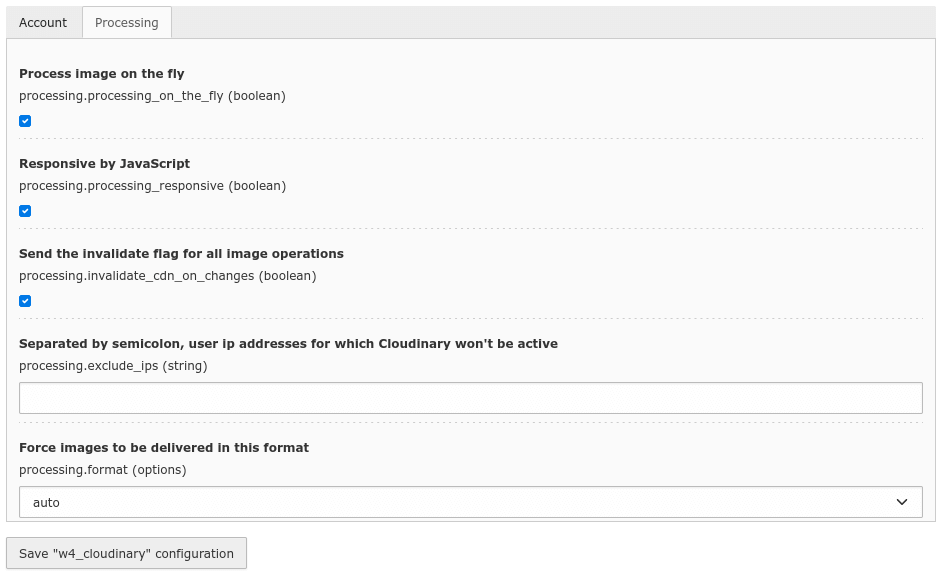 Account
Processing
Process image on the fly
processing.processing_on_the_fly (boolean)
Responsive by JavaScript
processing.processing_responsive (boolean)
Send the invalidate flag for all image operations
processing.invalidate_cdn_on_changes (boolean)
Separated by semicolon, user ip addresses for which Cloudinary won't be active
processing.exclude_ips (string)
Force images to be delivered in this format
processing.format (options)
auto
Save "w4_cloudinary" configuration